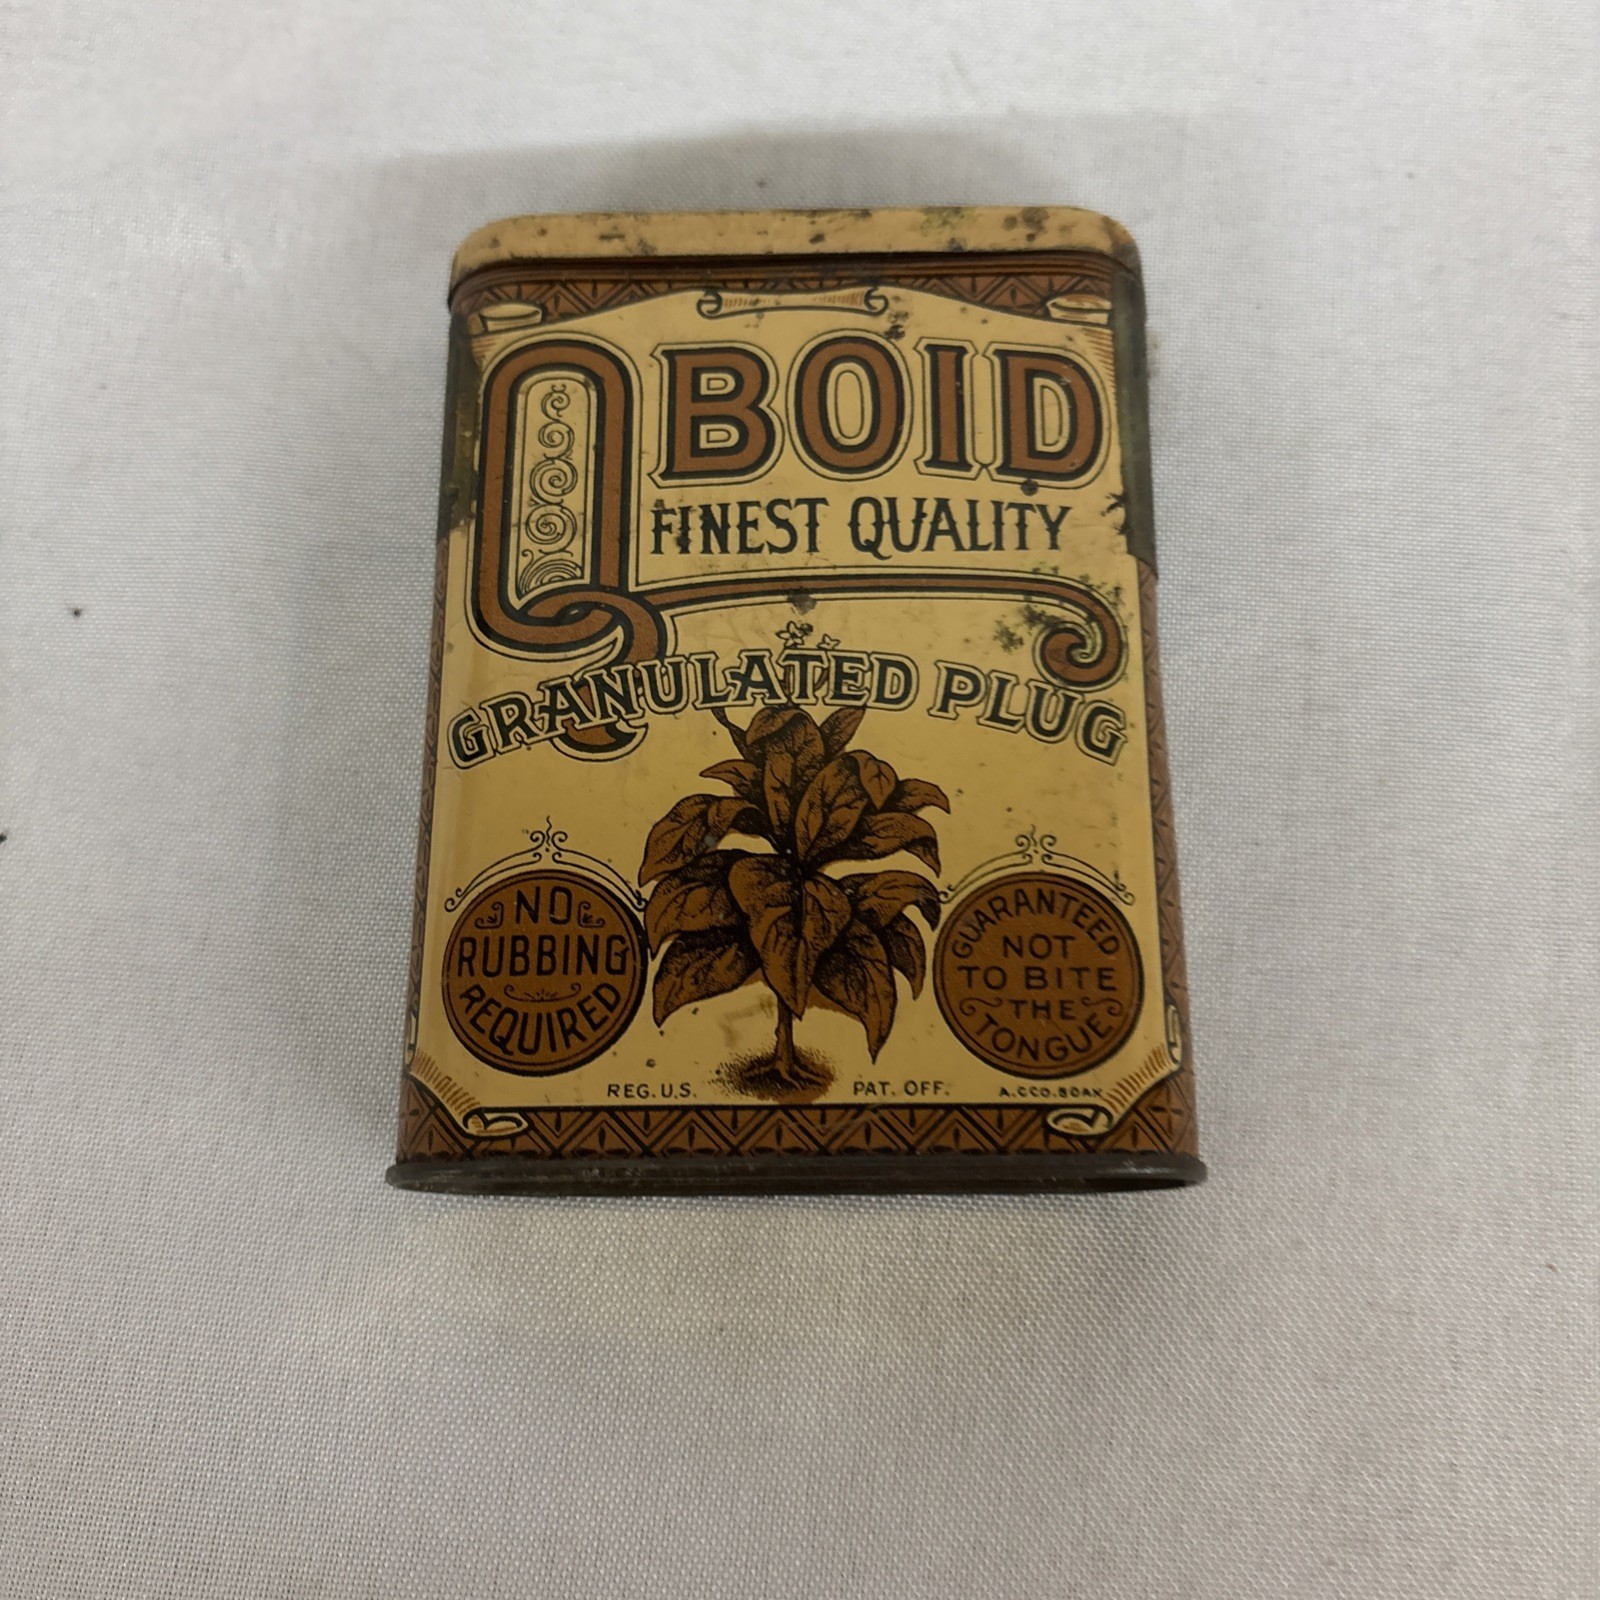 QBOID
FINEST QUALITY
GRANULATED PLUG
NO
RUBBING
REQUIRED
GUARANTEED
NOT
TO BITE
THE
TONGUE
REG. U.S. PAT. OFF.